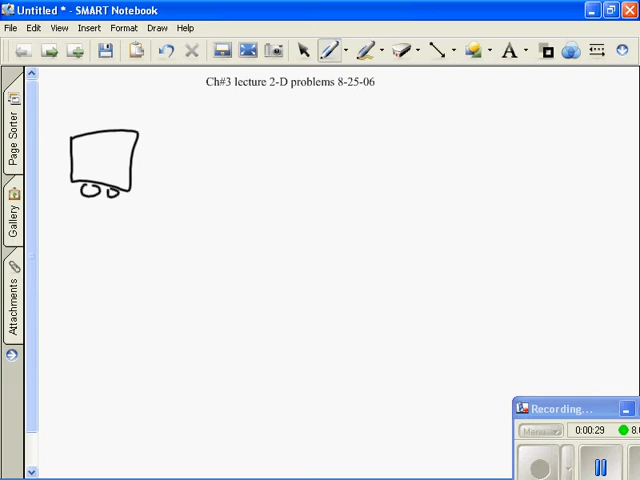 Untitled * - SMART Notebook
File Edit View Insert Format Draw Help
A
Ch#3 lecture 2-D problems 8-25-06
Page Sorter
Gallery
Attachments
Recording...
Menu
0:00:29